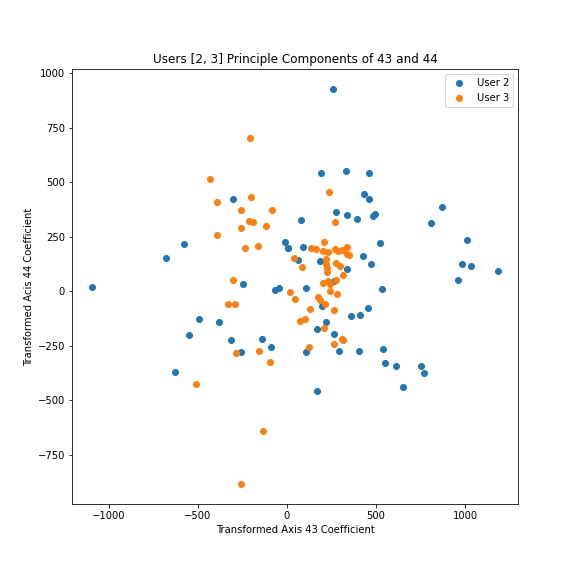 Users [2, 3] Principle Components of 43 and 44
User 2
User 3
1000
750
500
250
0
−250
−500
−750
Transformed Acis 44 Coefficient
−1000
−500
0
500
1000
Transformed Axis 43 Coefficient